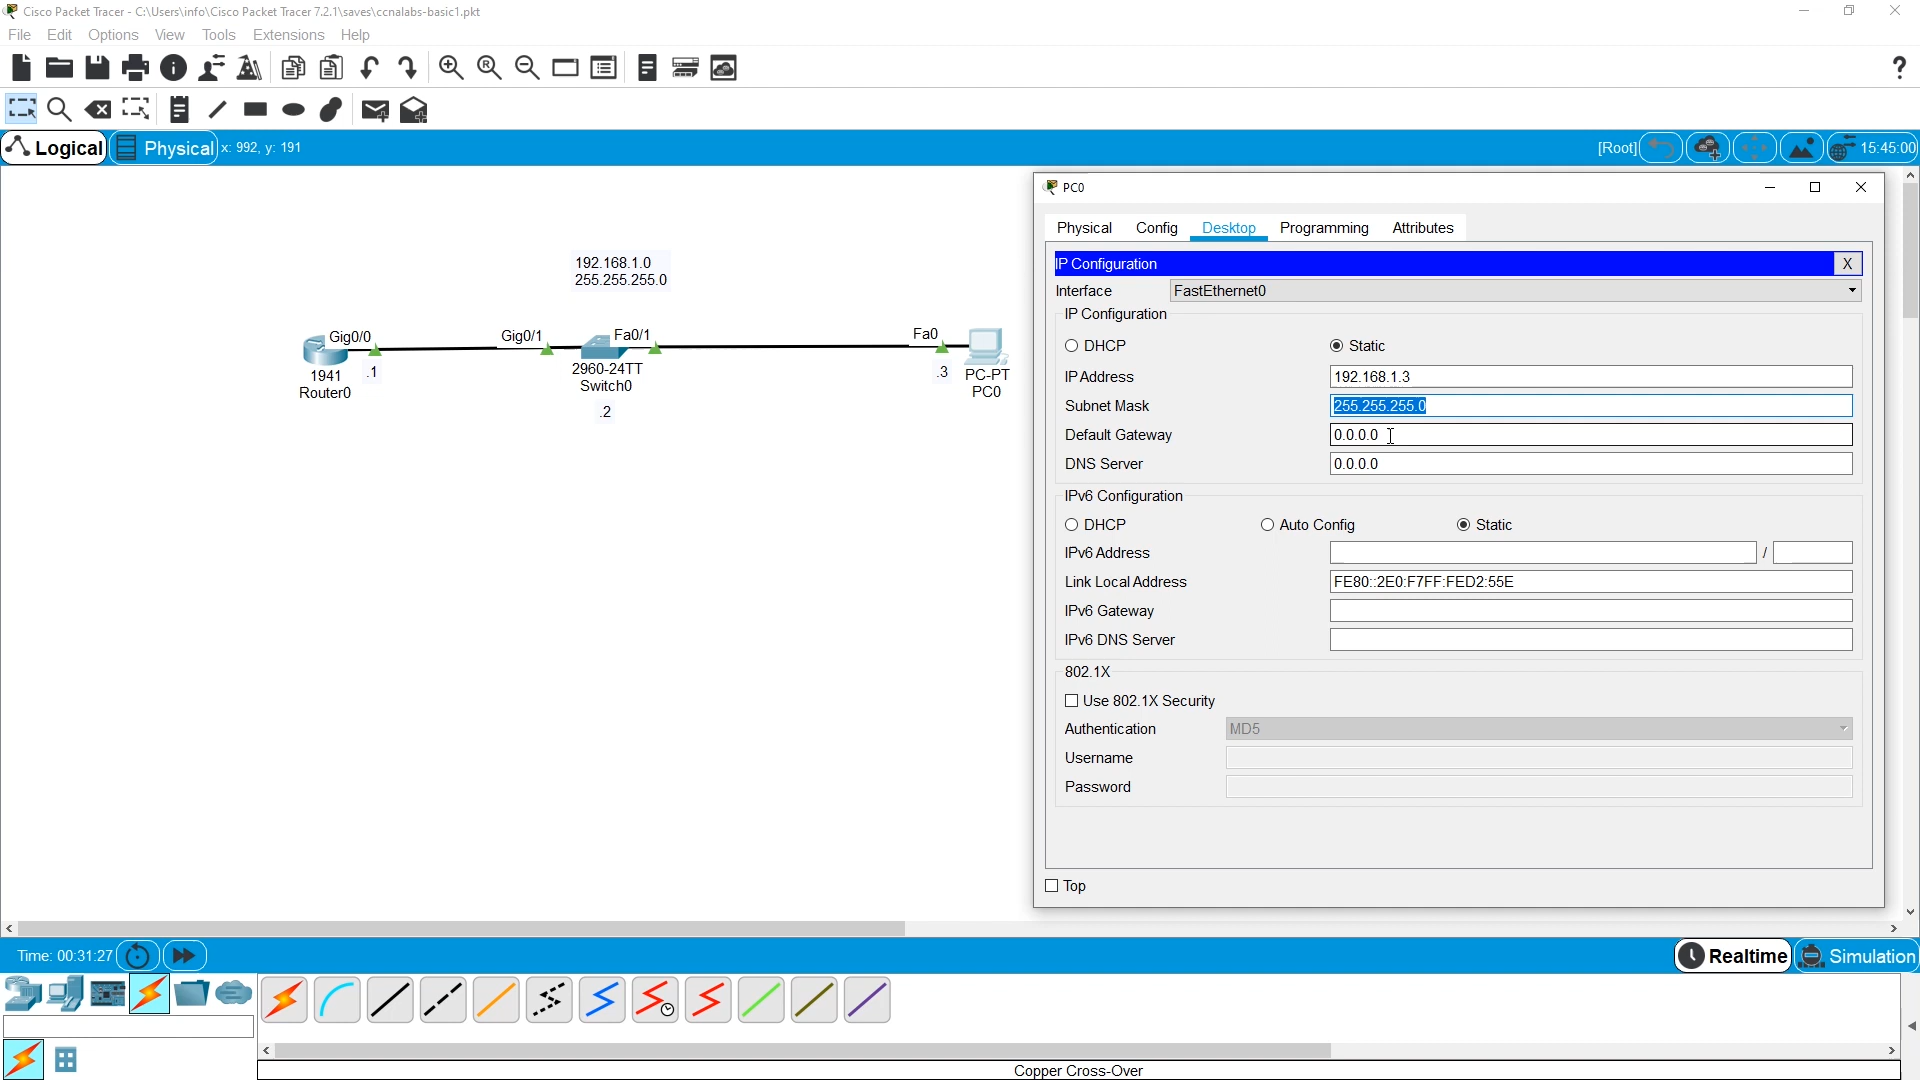 Cisco Packet Tracer - C:\Users\info\Cisco Packet Tracer 7.2.1\saves\ccnalabs-basic1.pkt
File Edit Options View Tools Extensions Help
?
Logical Physical x: 992, y: 191 [Root] 15:45:00
192.168.1.0
255.255.255.0
Gig0/0 Gig0/1 Fa0/1 Fa0
1941
Router0
.1
2960-24TT
Switch0
.2
.3
PC-PT
PC0
PC0
Physical Config Desktop Programming Attributes
IP Configuration X
Interface FastEthernet0
IP Configuration
DHCP Static
IP Address 192.168.1.3
Subnet Mask 255.255.255.0
Default Gateway 0.0.0.0
DNS Server 0.0.0.0
IPv6 Configuration
DHCP Auto Config Static
IPv6 Address /
Link Local Address FE80::2E0:F7FF:FED2:55E
IPv6 Gateway
IPv6 DNS Server
802.1X
Use 802.1X Security
Authentication MD5
Username
Password
Top
Time: 00:31:27 Realtime Simulation
Copper Cross-Over